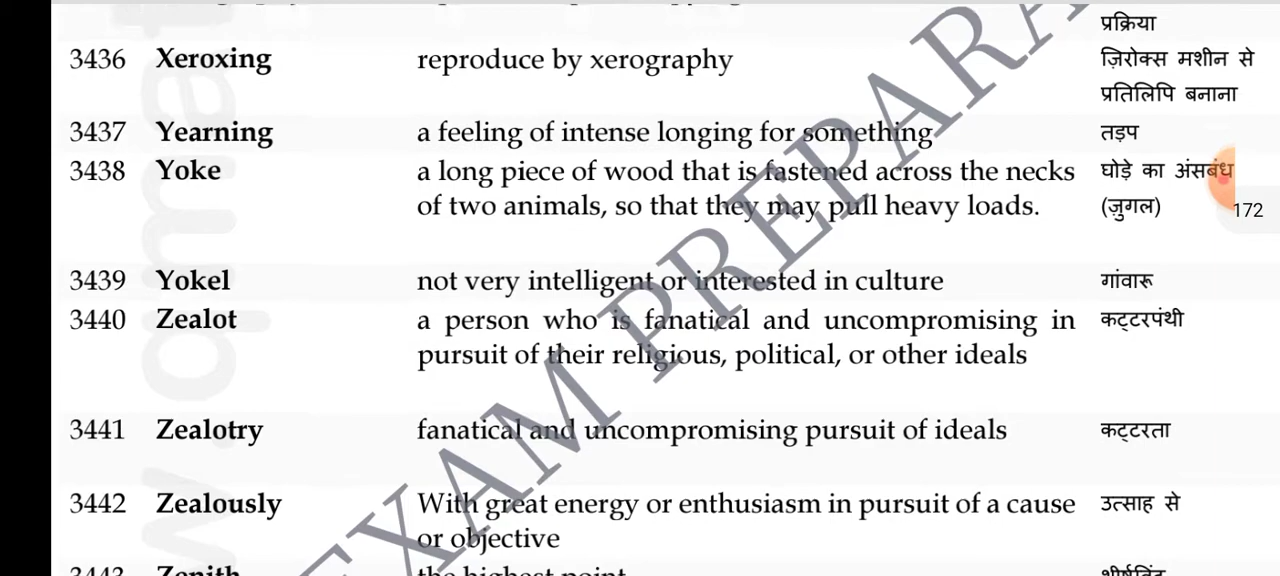 प्रक्रिया
3436 Xeroxing reproduce by xerography ज़िरोक्स मशीन से
प्रतिलिपि बनाना
3437 Yearning a feeling of intense longing for something तड़प
3438 Yoke a long piece of wood that is fastened across the necks घोड़े का अंसबंध
of two animals, so that they may pull heavy loads. (जुगल)
172
3439 Yokel not very intelligent or interested in culture गांवारू
3440 Zealot a person who is fanatical and uncompromising in कट्टरपंथी
pursuit of their religious, political, or other ideals
3441 Zealotry fanatical and uncompromising pursuit of ideals कट्टरता
3442 Zealously With great energy or enthusiasm in pursuit of a cause उत्साह से
or objective
3443 Zenith the highest point
EXAM PREPARA